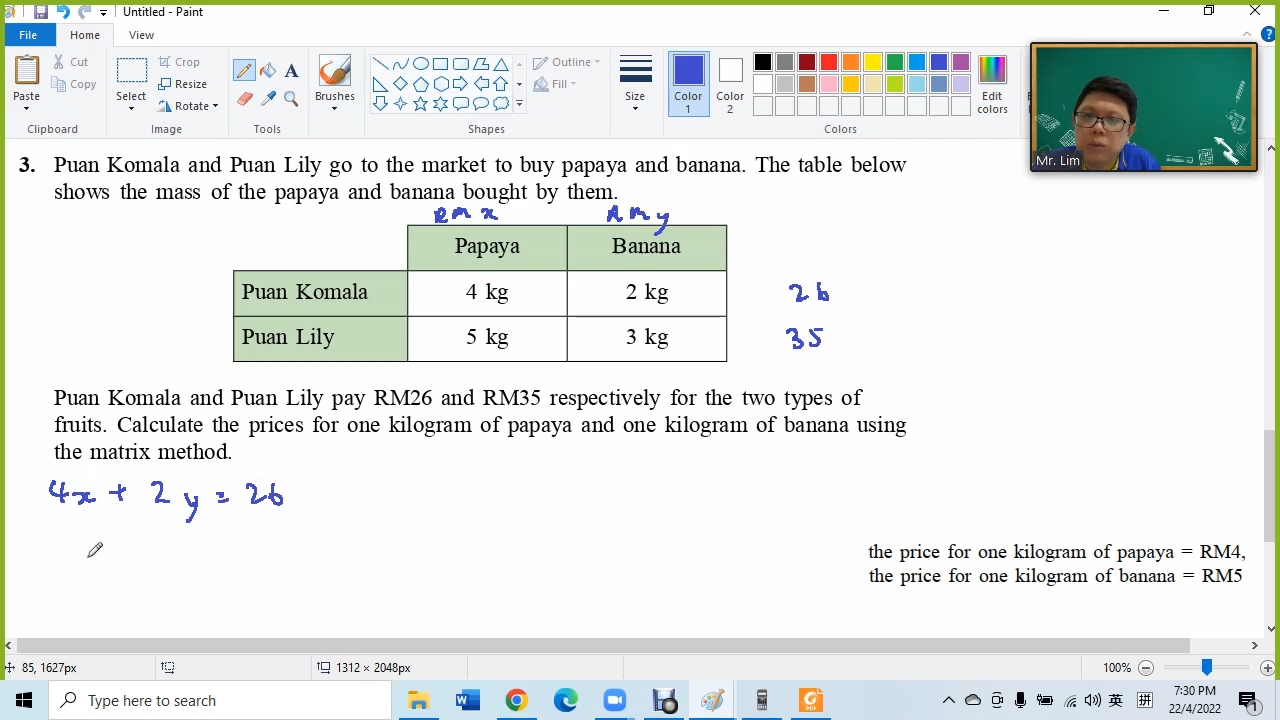 Untitled - Paint
File
Home
View
Paste
Cut
Copy
Clipboard
Select
Crop
Resize
Rotate
Image
A
Tools
Brushes
Outline
Fill
Shapes
Size
Color 1
Color 2
Edit colors
Colors
Mr. Lim
3. Puan Komala and Puan Lily go to the market to buy papaya and banana. The table below
shows the mass of the papaya and banana bought by them.
RM x RM y
Papaya Banana
Puan Komala 4 kg 2 kg 26
Puan Lily 5 kg 3 kg 35
Puan Komala and Puan Lily pay RM26 and RM35 respectively for the two types of
fruits. Calculate the prices for one kilogram of papaya and one kilogram of banana using
the matrix method.
4x + 2y = 26
the price for one kilogram of papaya = RM4,
the price for one kilogram of banana = RM5
85, 1627px
1312 × 2048px
100%
Type here to search
英
拼
7:30 PM
22/4/2022